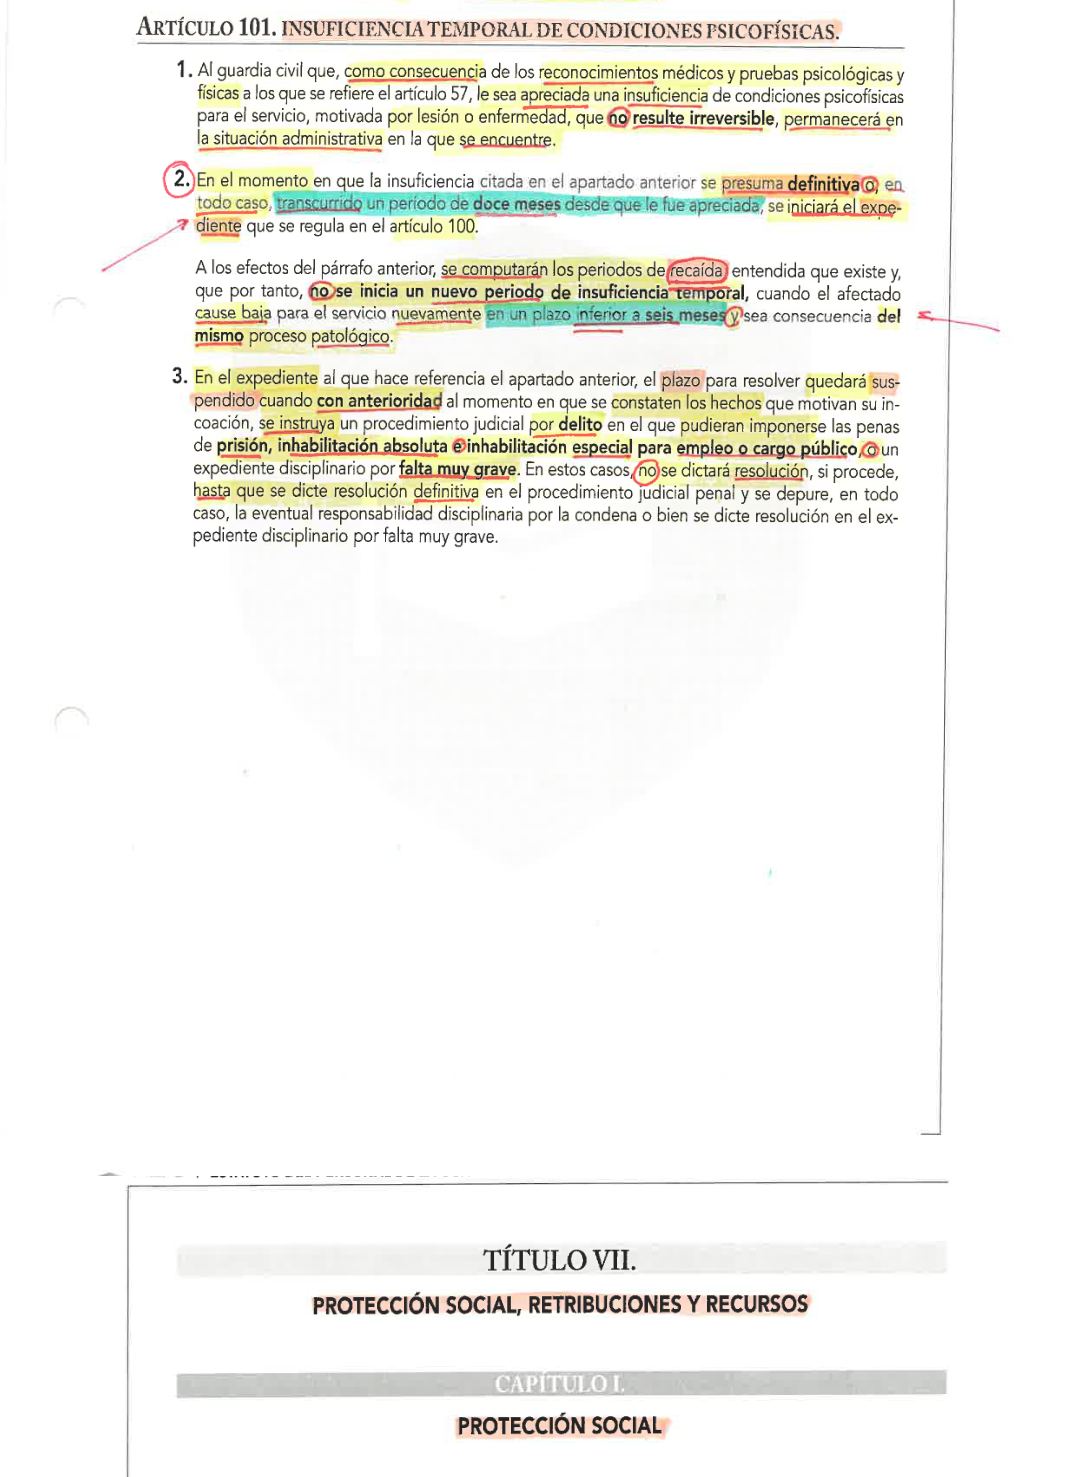 ARTÍCULO 101. INSUFICIENCIA TEMPORAL DE CONDICIONES PSICOFÍSICAS.
1. Al guardia civil que, como consecuencia de los reconocimientos médicos y pruebas psicológicas y
físicas a los que se refiere el artículo 57, le sea apreciada una insuficiencia de condiciones psicofísicas
para el servicio, motivada por lesión o enfermedad, que no resulte irreversible, permanecerá en
la situación administrativa en la que se encuentre.
2. En el momento en que la insuficiencia citada en el apartado anterior se presuma definitiva o, en
todo caso, transcurrido un período de doce meses desde que le fue apreciada, se iniciará el expe-
diente que se regula en el artículo 100.
A los efectos del párrafo anterior, se computarán los periodos de recaída entendida que existe y,
que por tanto, no se inicia un nuevo periodo de insuficiencia temporal, cuando el afectado
cause baja para el servicio nuevamente en un plazo inferior a seis meses y sea consecuencia del
mismo proceso patológico.
3. En el expediente al que hace referencia el apartado anterior, el plazo para resolver quedará sus-
pendido cuando con anterioridad al momento en que se constaten los hechos que motivan su in-
coación, se instruya un procedimiento judicial por delito en el que pudieran imponerse las penas
de prisión, inhabilitación absoluta e inhabilitación especial para empleo o cargo público, o un
expediente disciplinario por falta muy grave. En estos casos, no se dictará resolución, si procede,
hasta que se dicte resolución definitiva en el procedimiento judicial penal y se depure, en todo
caso, la eventual responsabilidad disciplinaria por la condena o bien se dicte resolución en el ex-
pediente disciplinario por falta muy grave.
TÍTULO VII.
PROTECCIÓN SOCIAL, RETRIBUCIONES Y RECURSOS
CAPÍTULO I.
PROTECCIÓN SOCIAL